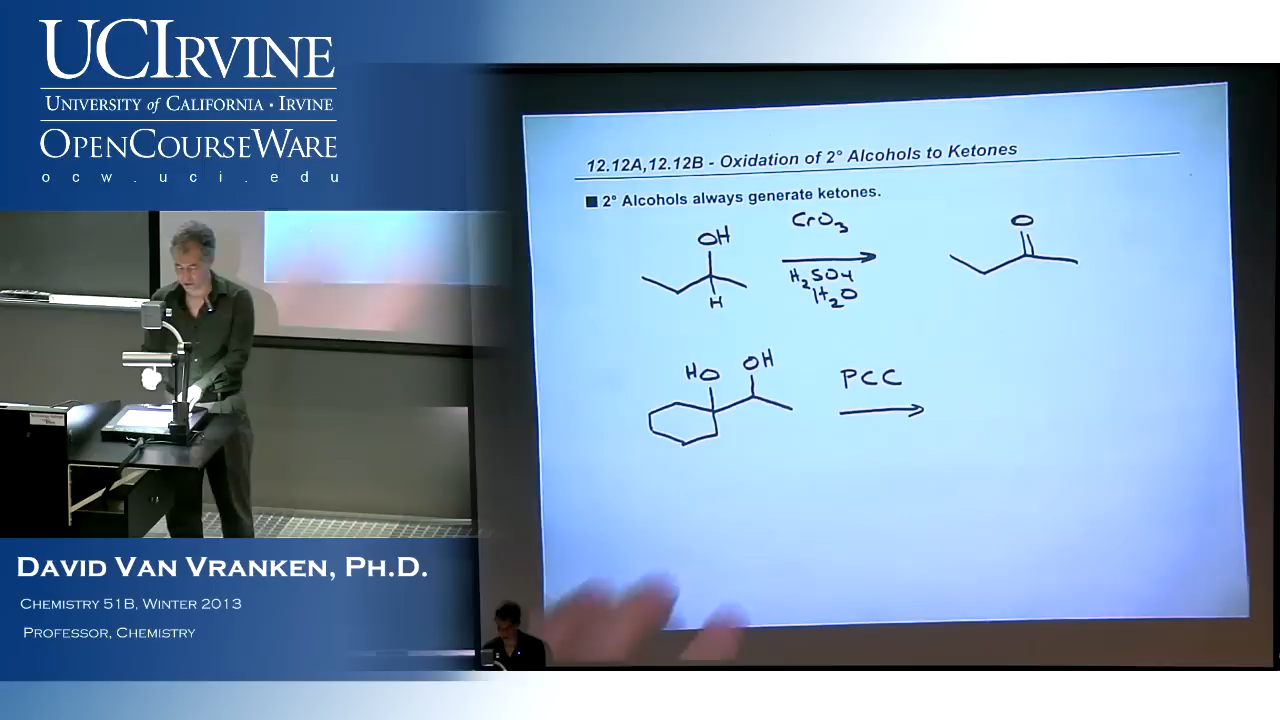 UCIRVINE
UNIVERSITY of CALIFORNIA · IRVINE
OPENCOURSEWARE
ocw.uci.edu
12.12A,12.12B - Oxidation of 2° Alcohols to Ketones
■ 2° Alcohols always generate ketones.
OH
H
CrO3
H2SO4
H2O
O
HO
OH
PCC
DAVID VAN VRANKEN, PH.D.
CHEMISTRY 51B, WINTER 2013
PROFESSOR, CHEMISTRY